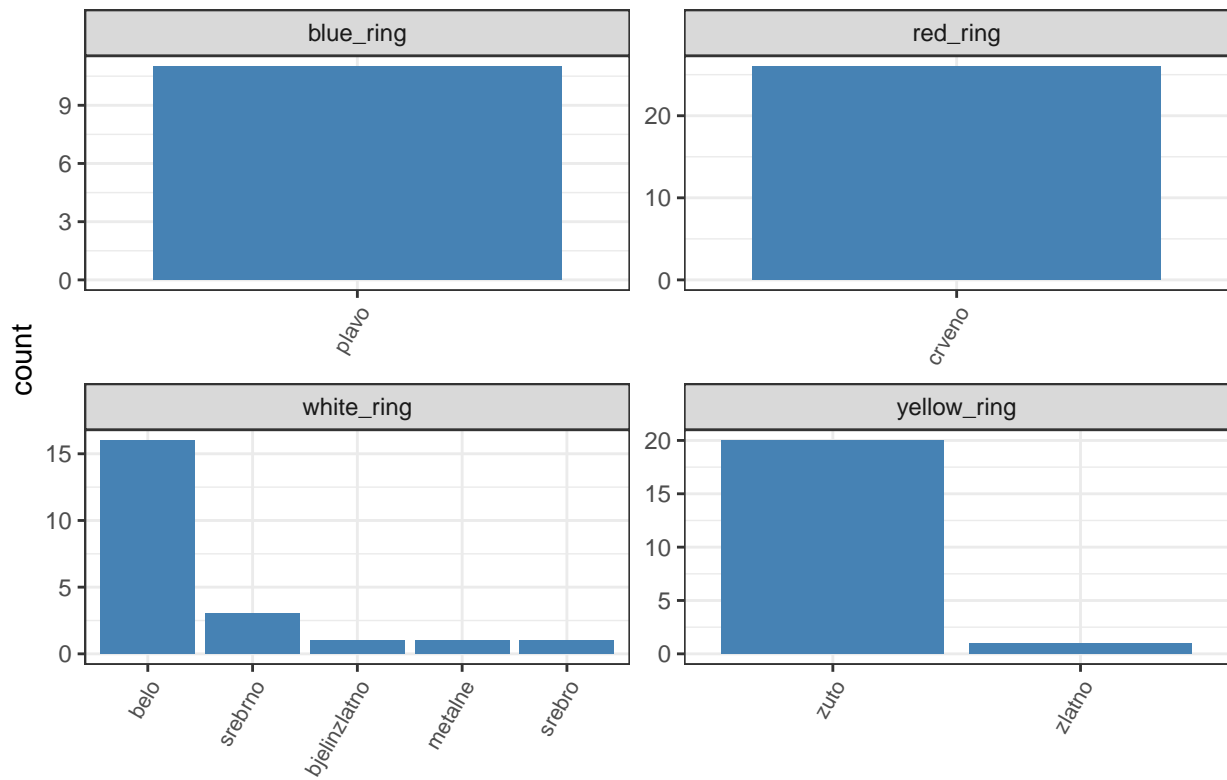 blue_ring
red_ring
9
6
3
0
20
10
0
plavo
crveno
count
white_ring
yellow_ring
15
10
5
0
20
15
10
5
0
belo
srebrno
bjelinzlatno
metalne
srebro
zuto
zlatno